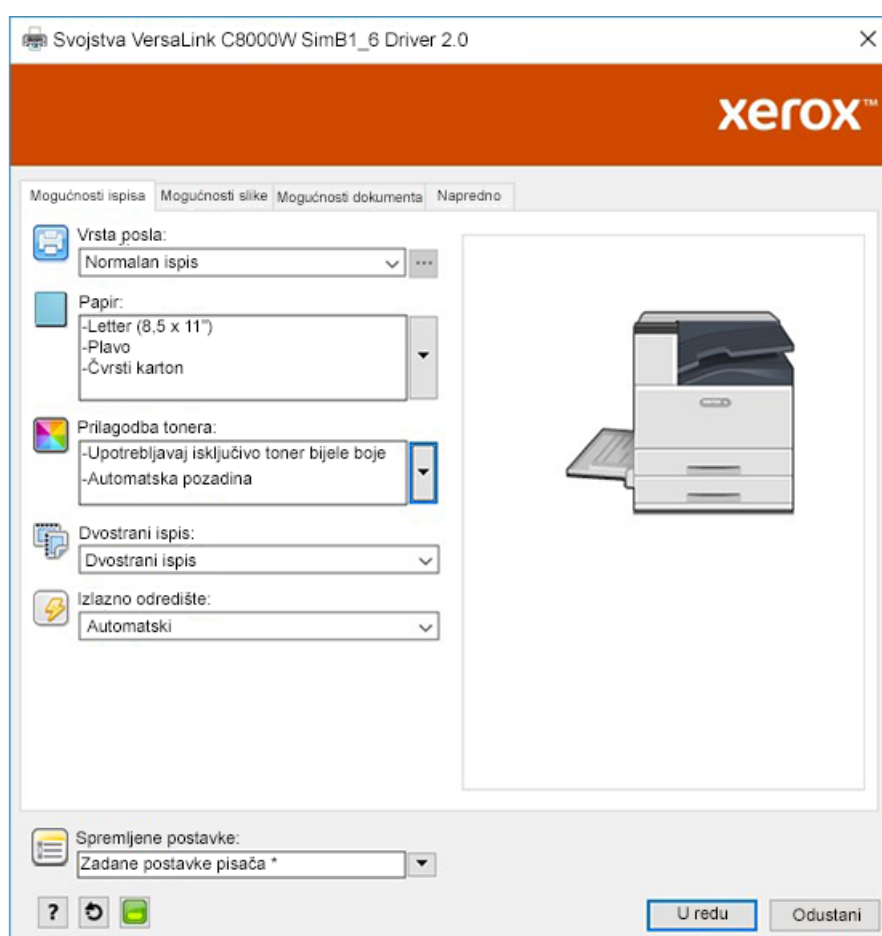 Svojstva VersaLink C8000W SimB1_6 Driver 2.0
xerox™
Mogućnosti ispisa Mogućnosti slike Mogućnosti dokumenta Napredno
Vrsta posla:
Normalan ispis
Papir:
-Letter (8,5 x 11")
-Plavo
-Čvrsti karton
Prilagodba tonera:
-Upotrebljavaj isključivo toner bijele boje
-Automatska pozadina
Dvostrani ispis:
Dvostrani ispis
Izlazno odredište:
Automatski
Spremljene postavke:
Zadane postavke pisača *
?
U redu Odustani